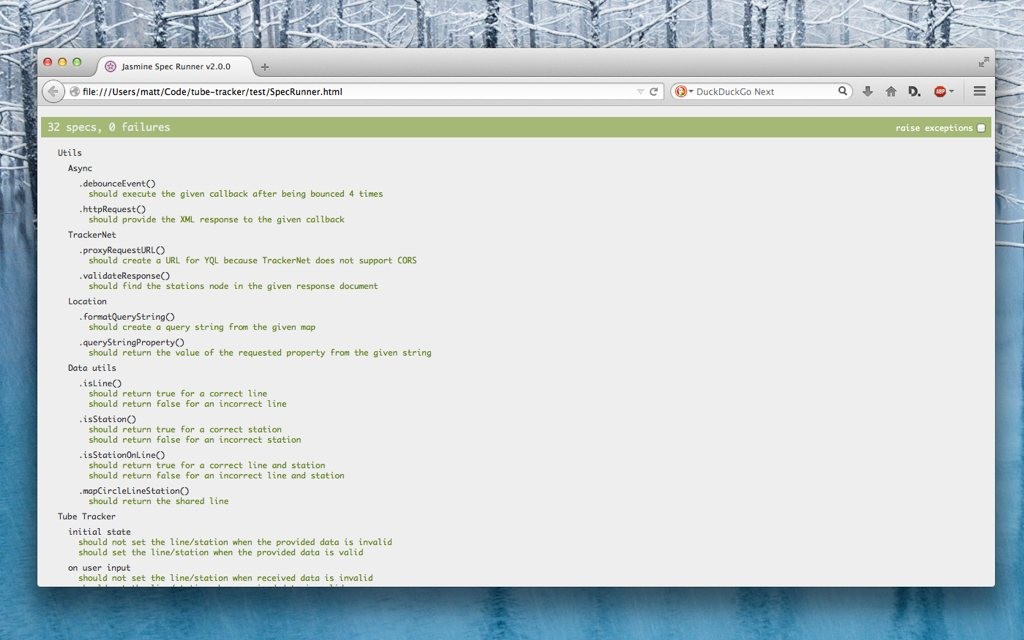 Jasmine Spec Runner v2.0.0
file:///Users/matt/Code/tube-tracker/test/SpecRunner.html
DuckDuckGo Next
D.
ABP
32 specs, 0 failures
raise exceptions
Utils
Async
.debounceEvent()
should execute the given callback after being bounced 4 times
.httpRequest()
should provide the XML response to the given callback
TrackerNet
.proxyRequestURL()
should create a URL for YQL because TrackerNet does not support CORS
.validateResponse()
should find the stations node in the given response document
Location
.formatQueryString()
should create a query string from the given map
.queryStringProperty()
should return the value of the requested property from the given string
Data utils
.isLine()
should return true for a correct line
should return false for an incorrect line
.isStation()
should return true for a correct station
should return false for an incorrect station
.isStationOnLine()
should return true for a correct line and station
should return false for an incorrect line and station
.mapCircleLineStation()
should return the shared line
Tube Tracker
initial state
should not set the line/station when the provided data is invalid
should set the line/station when the provided data is valid
on user input
should not set the line/station when received data is invalid